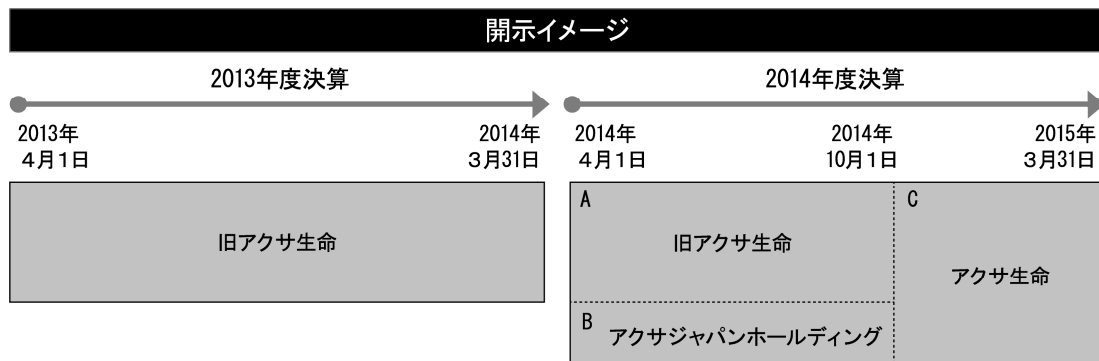 開示イメージ
2013年度決算
2014年度決算
2013年
4月1日
2014年
3月31日
2014年
4月1日
2014年
10月1日
2015年
3月31日
旧アクサ生命
A
旧アクサ生命
B
アクサジャパンホールディング
C
アクサ生命